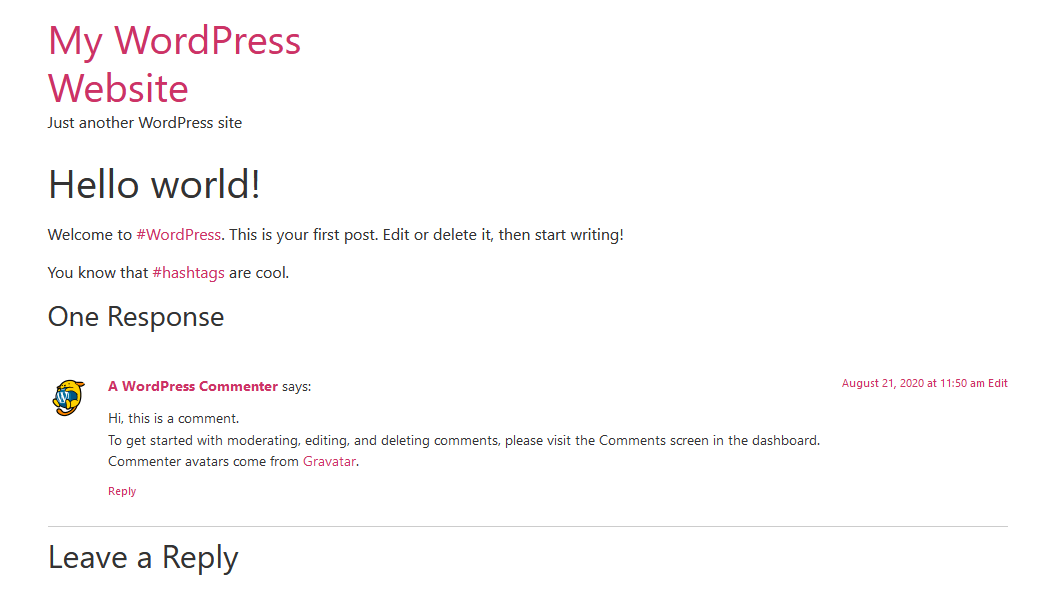 My WordPress
Website
Just another WordPress site
Hello world!
Welcome to #WordPress. This is your first post. Edit or delete it, then start writing!
You know that #hashtags are cool.
One Response
A WordPress Commenter says:
August 21, 2020 at 11:50 am Edit
Hi, this is a comment.
To get started with moderating, editing, and deleting comments, please visit the Comments screen in the dashboard.
Commenter avatars come from Gravatar.
Reply
Leave a Reply